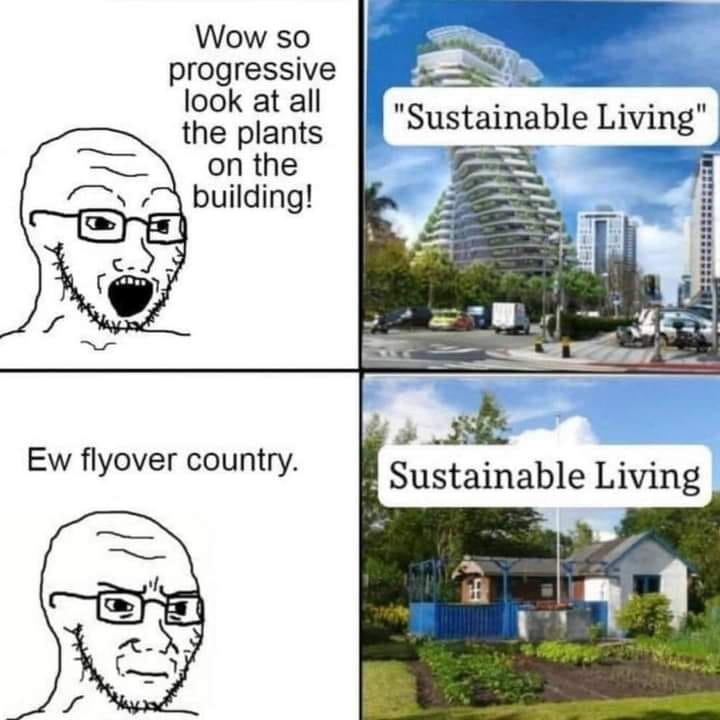 Wow so
progressive
look at all
the plants
on the
building!
"Sustainable Living"
Ew flyover country.
Sustainable Living